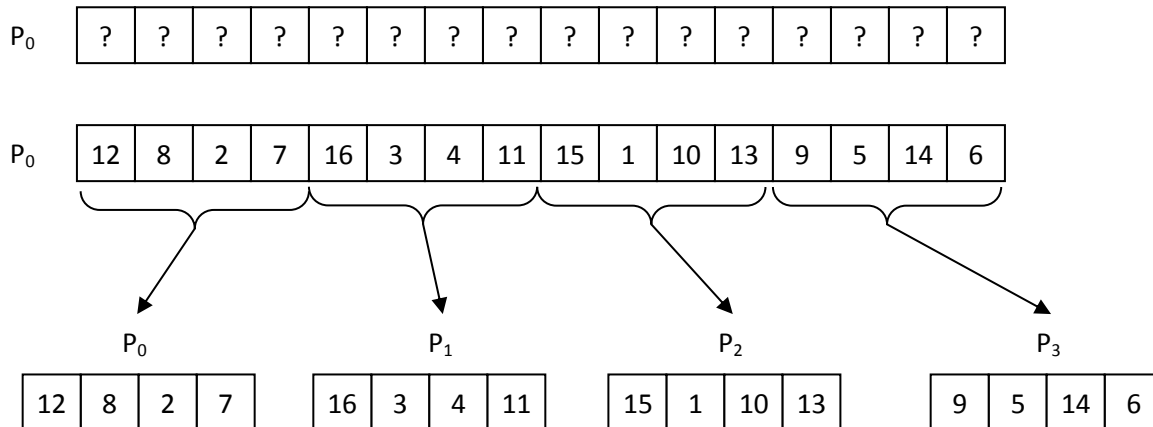 P₀ ? ? ? ? ? ? ? ? ? ? ? ? ? ? ? ?
P₀ 12 8 2 7 16 3 4 11 15 1 10 13 9 5 14 6
P₀ P₁ P₂ P₃
12 8 2 7 16 3 4 11 15 1 10 13 9 5 14 6